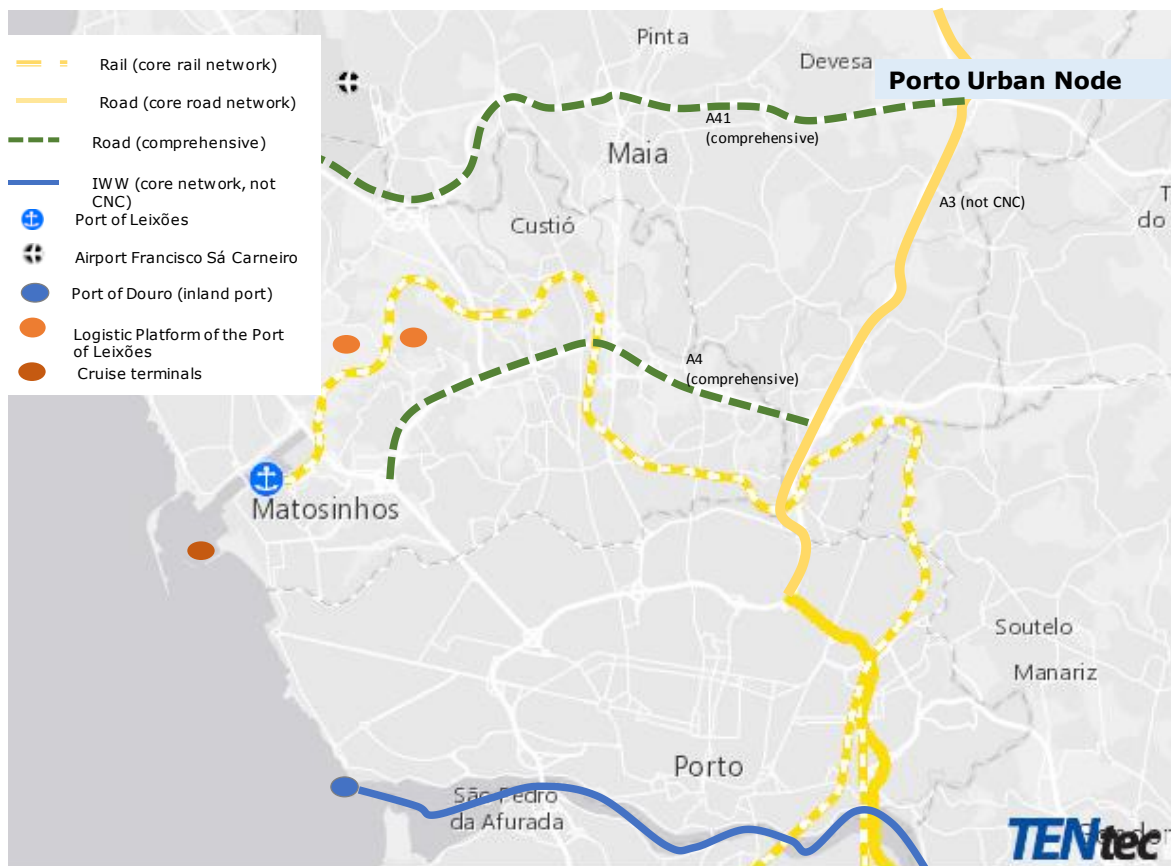 Pinta
Devesa
Porto Urban Node
Rail (core rail network)
Road (core road network)
Road (comprehensive)
IWW (core network, not
CNC)
Port of Leixões
Airport Francisco Sá Carneiro
Port of Douro (inland port)
Logistic Platform of the Port
of Leixões
Cruise terminals
A41
(comprehensive)
Maia
A3 (not CNC)
do
Custió
A4
(comprehensive)
Matosinhos
Soutelo
Manariz
Porto
São Pedro
da Afurada
TENtec